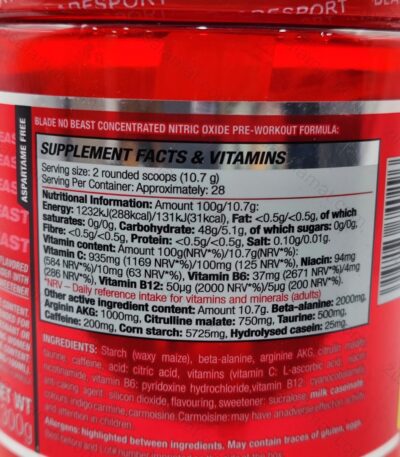 BLADESPORT
ASPARTAME FREE
BLADE NO BEAST CONCENTRATED NITRIC OXIDE PRE-WORKOUT FORMULA:
SUPPLEMENT FACTS & VITAMINS
Serving size: 2 rounded scoops (10.7 g)
Serving Per Container: Approximately: 28
Nutritional Information: Amount 100g/10.7g:
Energy: 1232kJ(288kcal)/131kJ(31kcal), Fat: <0.5g/<0.5g, of which
saturates: 0g/0g, Carbohydrate: 48g/5.1g, of which sugars: 0g/0g,
Fibre: <0.5g/<0.5g, Protein: <0.5g/<0.5g, Salt: 0.10g/0.01g.
Vitamin content: Amount 100g(NRV*%)/10.7g(NRV*%):
Vitamin C: 935mg(1169 NRV*%)/100mg (125 NRV*%), Niacin: 94mg
(584 NRV*%)/10mg (63 NRV*%), Vitamin B6: 37mg (2671 NRV*%)/4mg
(286 NRV*%), Vitamin B12: 50µg (2000 NRV*%)/5µg (200 NRV*%).
*NRV – Daily reference intake for vitamins and minerals (adults)
Other active ingredient content: Amount 10.7g. Beta-alanine: 2000mg,
Arginin AKG: 1000mg, Citrulline malate: 750mg, Taurine: 500mg,
Caffeine: 200mg, Corn starch: 5725mg, Hydrolysed casein: 25mg.
INGREDIENTS: Starch (waxy maize), beta-alanine, arginine AKG, citrulin malate,
taurine, caffeine, acid: citric acid, vitamins (vitamin C: L-ascorbic acid, niacin:
nicotinamide, vitamin B6: pyridoxine hydrochloride, vitamin B12: cyanocobalamin),
anti caking agent: silicon dioxide, flavouring, sweetener: sucralose, milk caseinate,
colours: indigo carmine, carmoisine. Carmoisine: may have an adverse effect on activity
and attention in children.
Allergens: highlighted between ingredients. May contain traces of gluten, eggs,
NET WT
300g